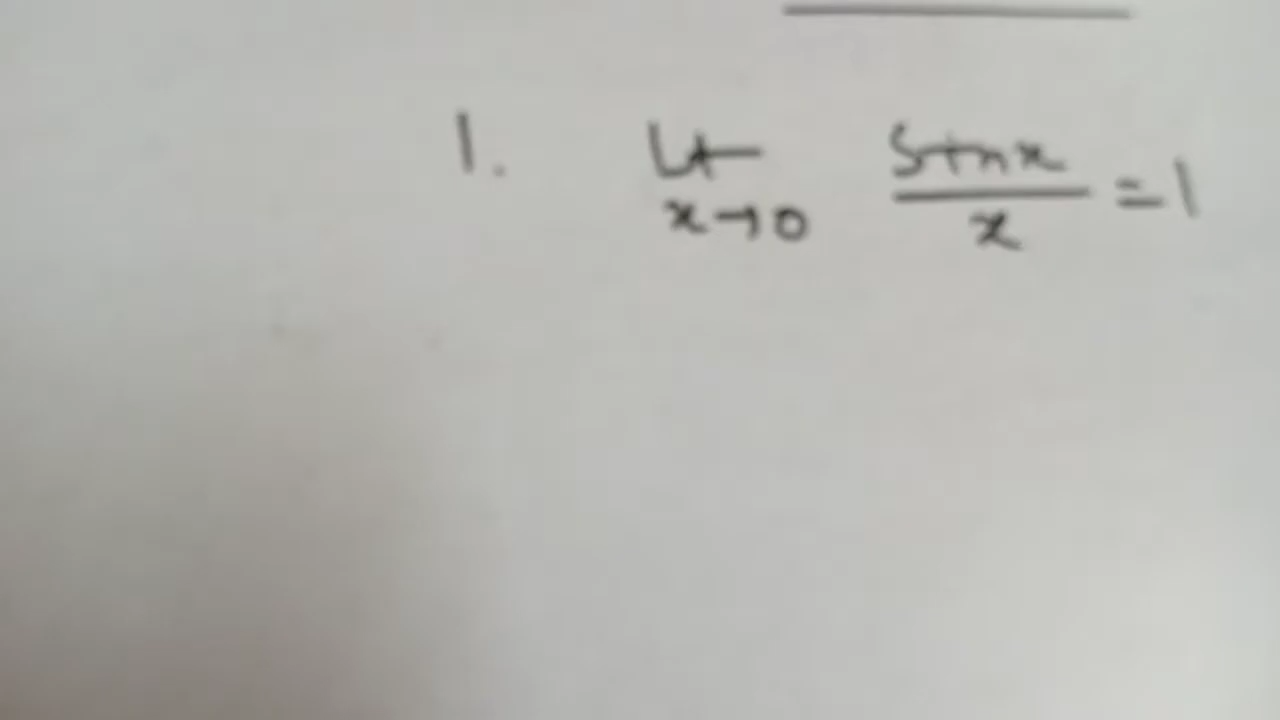 1. Lt x→0 sinx/x = 1